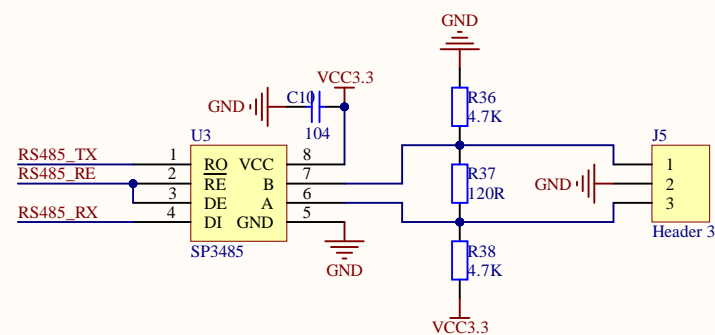 GND
VCC3.3
C10
GND
104
R36
4.7K
U3
J5
RS485_TX
1
RO
VCC
8
1
RS485_RE
2
RE
B
7
R37
120R
GND
2
3
DE
A
6
3
RS485_RX
4
DI
GND
5
SP3485
GND
R38
4.7K
Header 3
VCC3.3